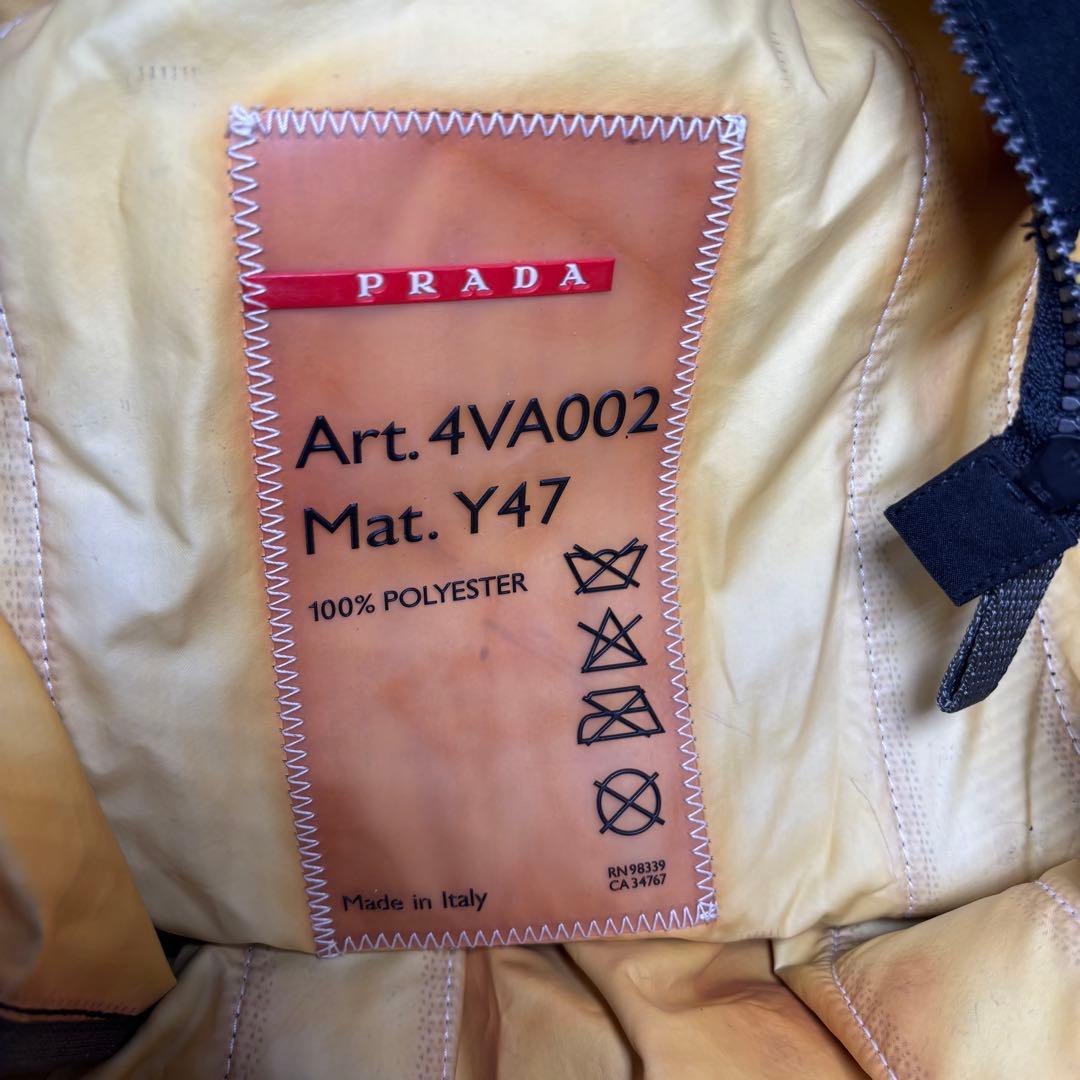 PRADA
Art. 4VA002
Mat. Y47
100% POLYESTER
RN 98339
CA 34767
Made in Italy